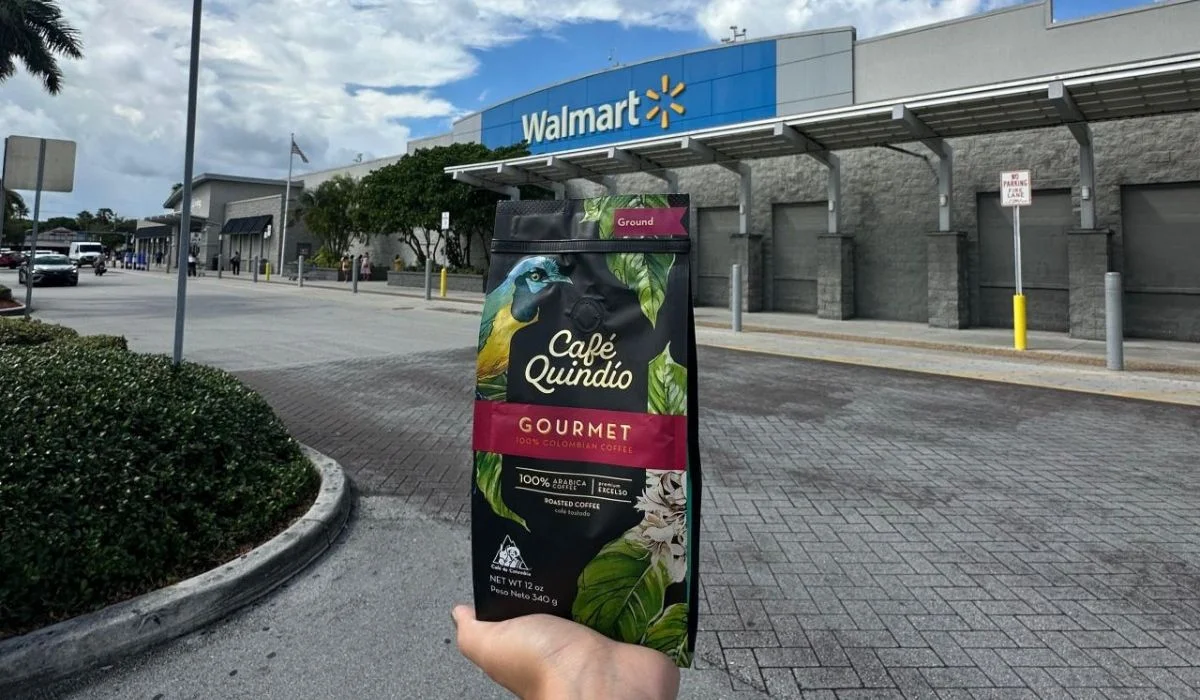 Walmart
NO
PARKING
FIRE
LANE
Ground
Café
Quindío
GOURMET
100% COLOMBIAN COFFEE
100% ARABICA COFFEE premium EXCELSO
ROASTED COFFEE
café tostado
Café de Colombia
NET WT 12 oz
Peso Neto 340 g